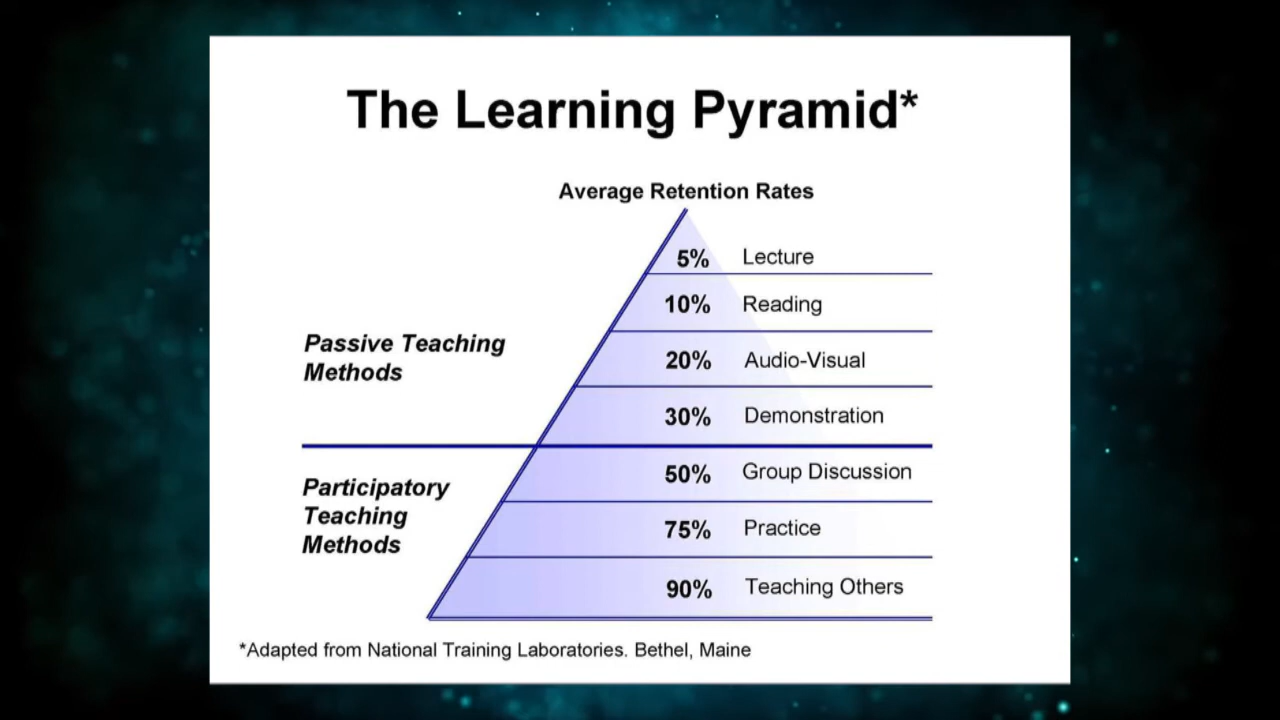 The Learning Pyramid*
Average Retention Rates
5% Lecture
10% Reading
Passive Teaching
Methods
20% Audio-Visual
30% Demonstration
50% Group Discussion
Participatory
Teaching
Methods
75% Practice
90% Teaching Others
*Adapted from National Training Laboratories. Bethel, Maine